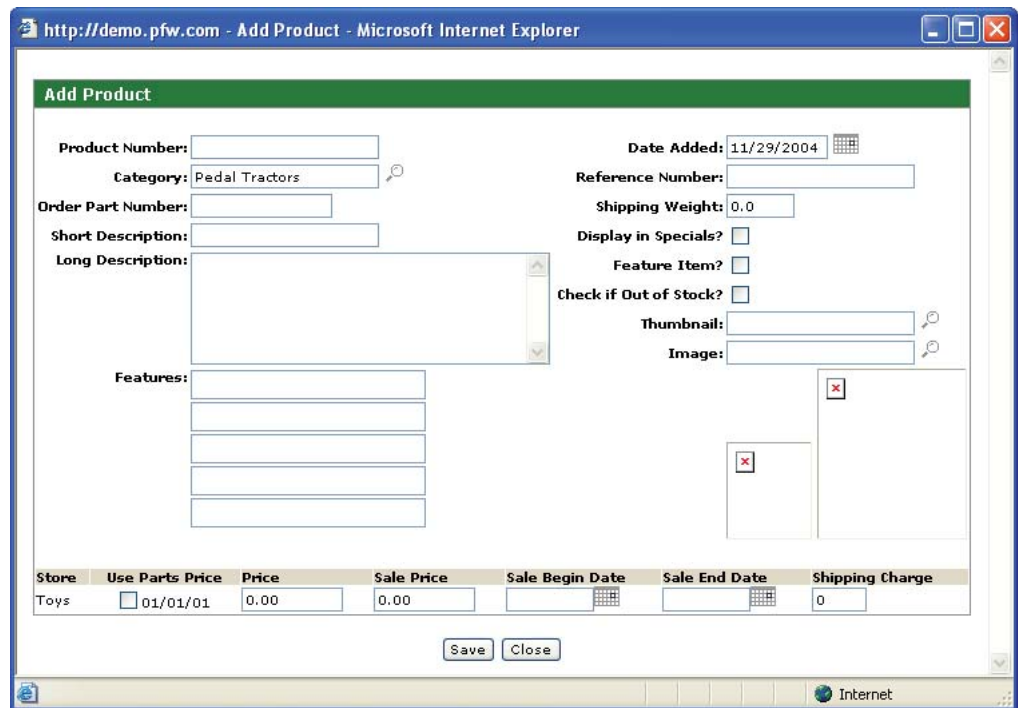 http://demo.pfw.com - Add Product - Microsoft Internet Explorer
Add Product
Product Number:
Date Added: 11/29/2004
Category: Pedal Tractors
Reference Number:
Order Part Number:
Shipping Weight: 0.0
Short Description:
Display in Specials?
Long Description:
Feature Item?
Check if Out of Stock?
Thumbnail:
Image:
Features:
Store Use Parts Price Price Sale Price Sale Begin Date Sale End Date Shipping Charge
Toys 01/01/01 0.00 0.00 0
Save Close
Internet